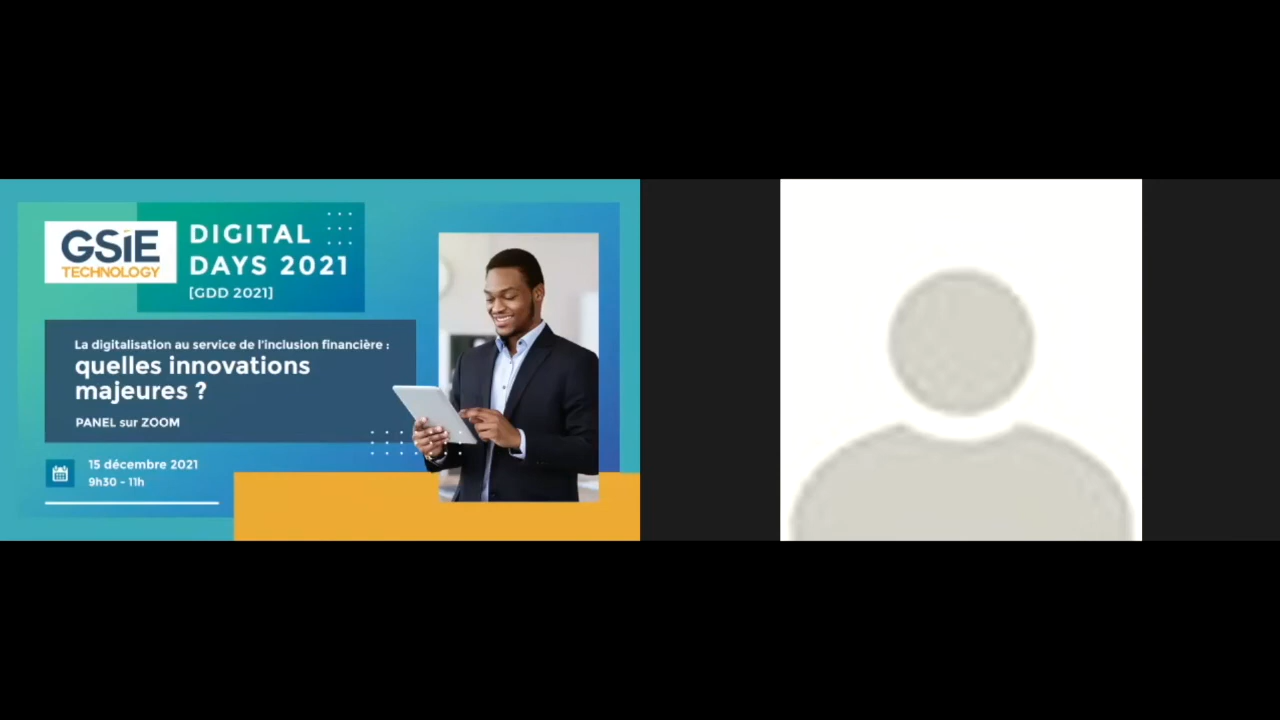 GSiE
TECHNOLOGY
DIGITAL
DAYS 2021
[GDD 2021]
La digitalisation au service de l'inclusion financière :
quelles innovations
majeures ?
PANEL sur ZOOM
15 décembre 2021
9h30 - 11h